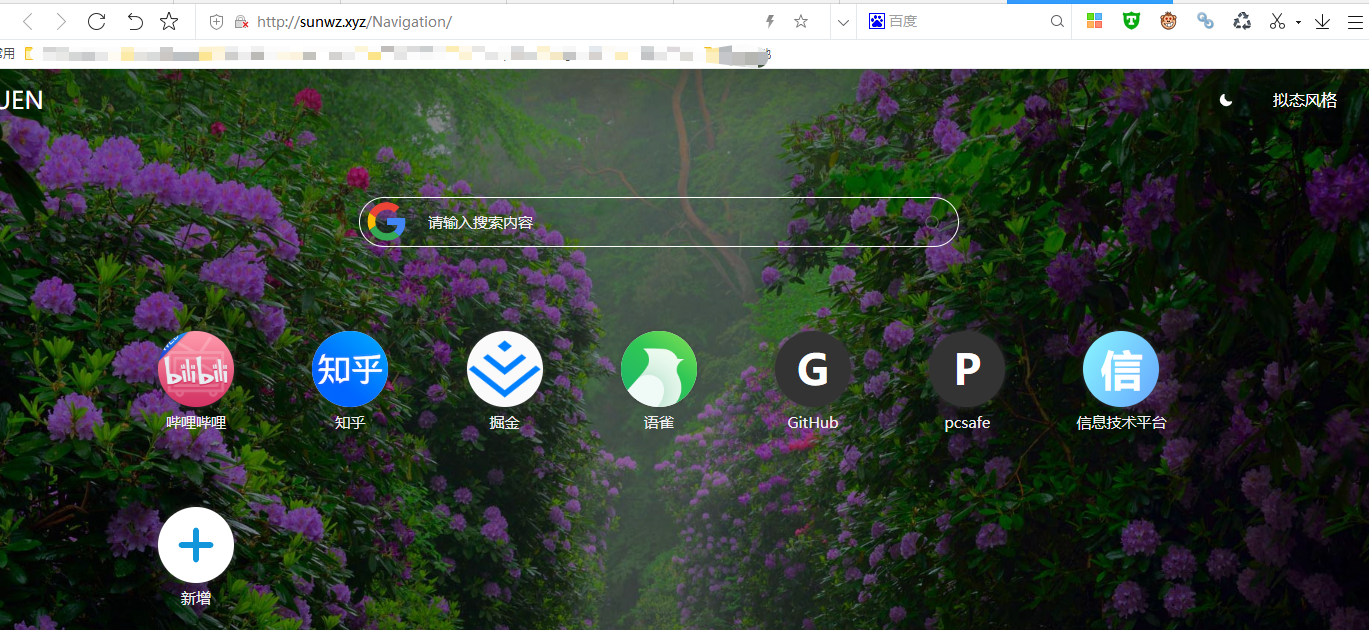 http://sunwz.xyz/Navigation/
百度
UEN
拟态风格
请输入搜索内容
bilibili
知乎
G
P
信
哔哩哔哩
知乎
掘金
语雀
GitHub
pcsafe
信息技术平台
新增